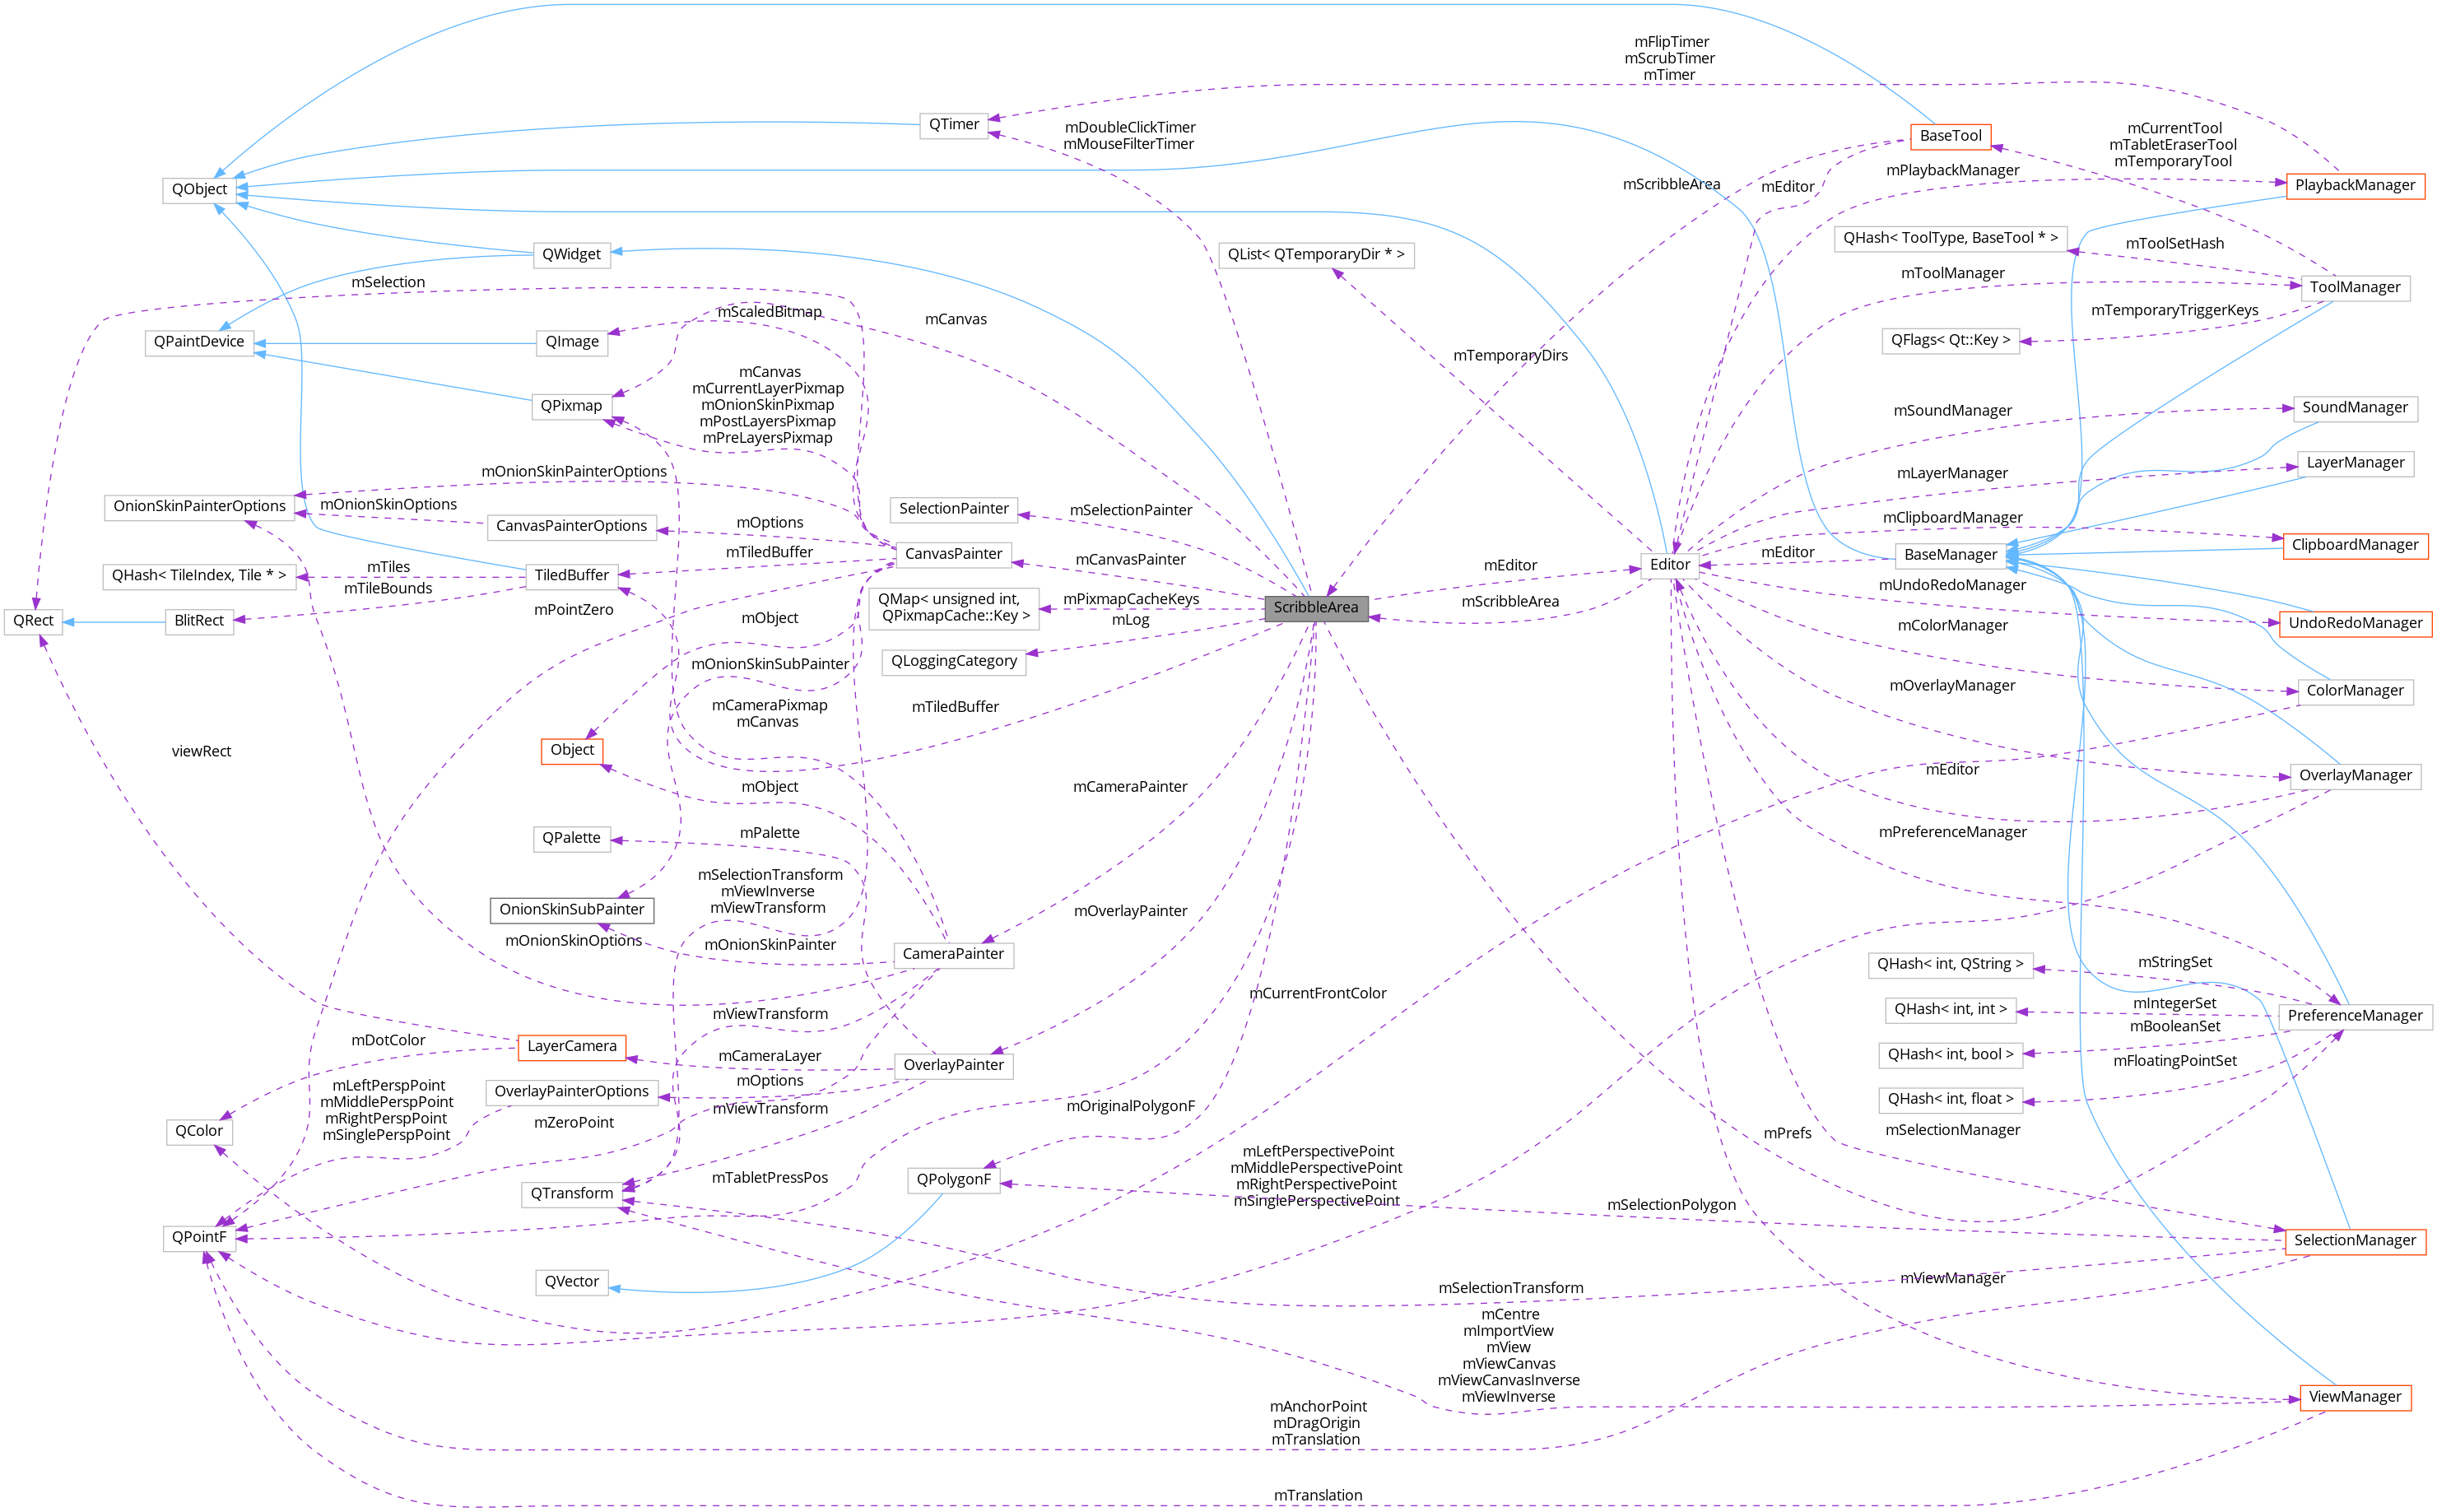 mFlipTimer
mScrubTimer
mTimer
QTimer
mDoubleClickTimer
mMouseFilterTimer
BaseTool
mCurrentTool
mTabletEraserTool
mTemporaryTool
QObject
mScribbleArea
mEditor
mPlaybackManager
PlaybackManager
QWidget
QList< QTemporaryDir * >
QHash< ToolType, BaseTool * >
mToolSetHash
mSelection
mToolManager
ToolManager
mScaledBitmap
mCanvas
mTemporaryTriggerKeys
QPaintDevice
QImage
mTemporaryDirs
QFlags< Qt::Key >
mCanvas
mCurrentLayerPixmap
mOnionSkinPixmap
mPostLayersPixmap
mPreLayersPixmap
QPixmap
mSoundManager
SoundManager
mOnionSkinPainterOptions
mLayerManager
LayerManager
OnionSkinPainterOptions
mOnionSkinOptions
SelectionPainter
mSelectionPainter
CanvasPainterOptions
mOptions
mClipboardManager
ClipboardManager
mTiledBuffer
CanvasPainter
mCanvasPainter
mEditor
Editor
mEditor
BaseManager
QHash< TileIndex, Tile * >
mTiles
TiledBuffer
mTileBounds
mUndoRedoManager
mPointZero
QMap< unsigned int,
QPixmapCache::Key >
mPixmapCacheKeys
ScribbleArea
mScribbleArea
QRect
BlitRect
mObject
mLog
mColorManager
UndoRedoManager
mOnionSkinSubPainter
QLoggingCategory
mOverlayManager
ColorManager
mCameraPixmap
mCanvas
mTiledBuffer
viewRect
Object
mObject
mCameraPainter
mEditor
OverlayManager
QPalette
mPalette
mPreferenceManager
mSelectionTransform
mViewInverse
mViewTransform
OnionSkinSubPainter
mOverlayPainter
mOnionSkinOptions
mOnionSkinPainter
CameraPainter
QHash< int, QString >
mStringSet
mCurrentFrontColor
mViewTransform
QHash< int, int >
mIntegerSet
PreferenceManager
mDotColor
LayerCamera
mCameraLayer
OverlayPainter
QHash< int, bool >
mBooleanSet
mFloatingPointSet
mLeftPerspPoint
mMiddlePerspPoint
mRightPerspPoint
mSinglePerspPoint
OverlayPainterOptions
mOptions
mViewTransform
mZeroPoint
mOriginalPolygonF
QHash< int, float >
QColor
mPrefs
mSelectionManager
mLeftPerspectivePoint
mMiddlePerspectivePoint
mRightPerspectivePoint
mSinglePerspectivePoint
QTransform
mTabletPressPos
QPolygonF
mSelectionPolygon
QPointF
SelectionManager
QVector
mSelectionTransform
mViewManager
mCentre
mImportView
mView
mViewCanvas
mViewCanvasInverse
mViewInverse
ViewManager
mAnchorPoint
mDragOrigin
mTranslation
mTranslation